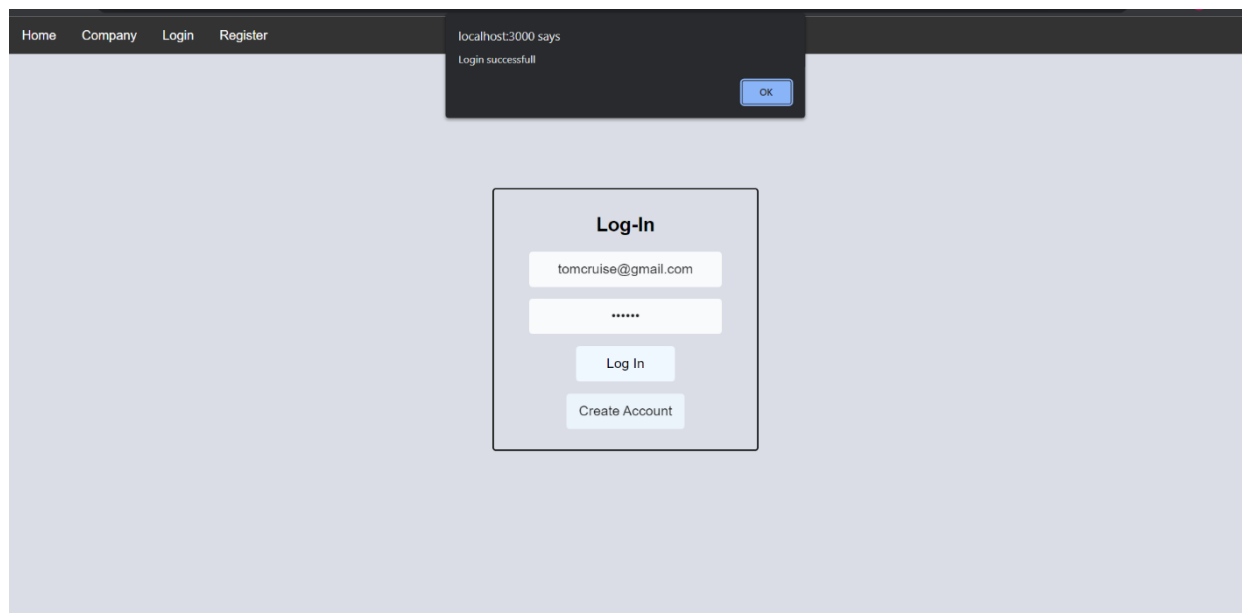 Home Company Login Register
localhost:3000 says
Login successfull
OK
Log-In
tomcruise@gmail.com
••••••
Log In
Create Account